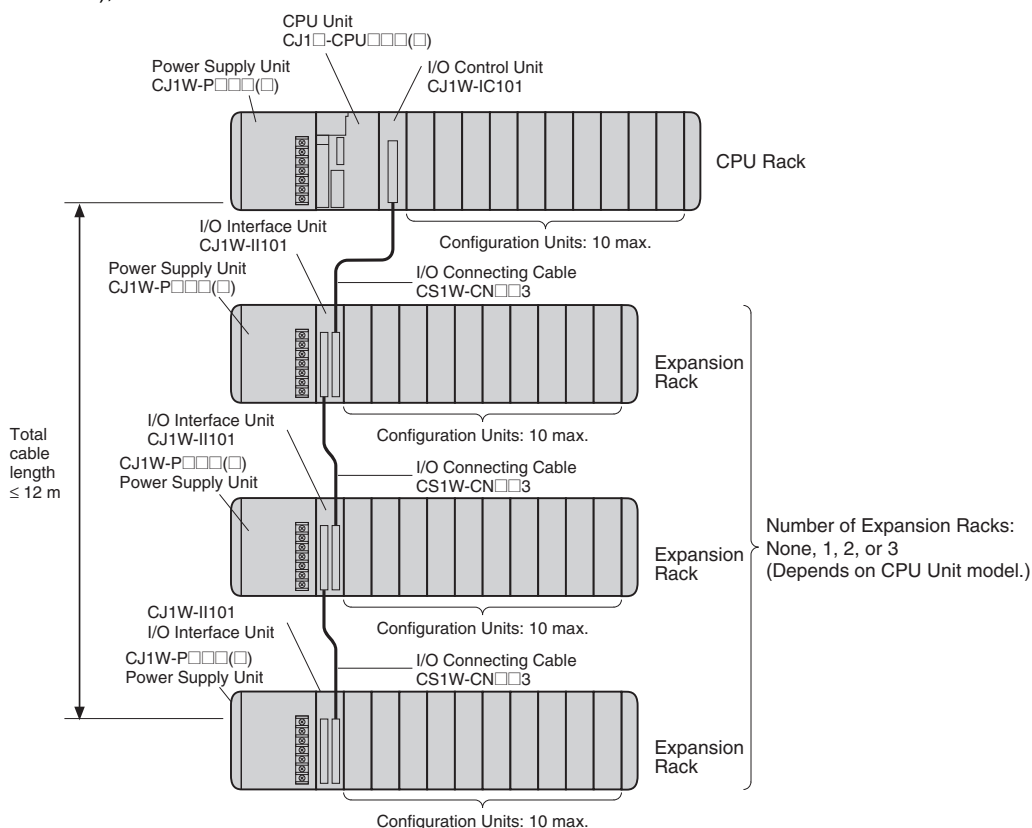 CPU Unit
CJ1□-CPU□□□(□)
Power Supply Unit
CJ1W-P□□□(□)
I/O Control Unit
CJ1W-IC101
CPU Rack
I/O Interface Unit
CJ1W-II101
Configuration Units: 10 max.
Power Supply Unit
CJ1W-P□□□(□)
I/O Connecting Cable
CS1W-CN□□3
Expansion
Rack
I/O Interface Unit
CJ1W-II101
Configuration Units: 10 max.
Total
cable
length
≤ 12 m
CJ1W-P□□□(□)
Power Supply Unit
I/O Connecting Cable
CS1W-CN□□3
Expansion
Rack
Number of Expansion Racks:
None, 1, 2, or 3
(Depends on CPU Unit model.)
CJ1W-II101
I/O Interface Unit
Configuration Units: 10 max.
CJ1W-P□□□(□)
Power Supply Unit
I/O Connecting Cable
CS1W-CN□□3
Expansion
Rack
Configuration Units: 10 max.